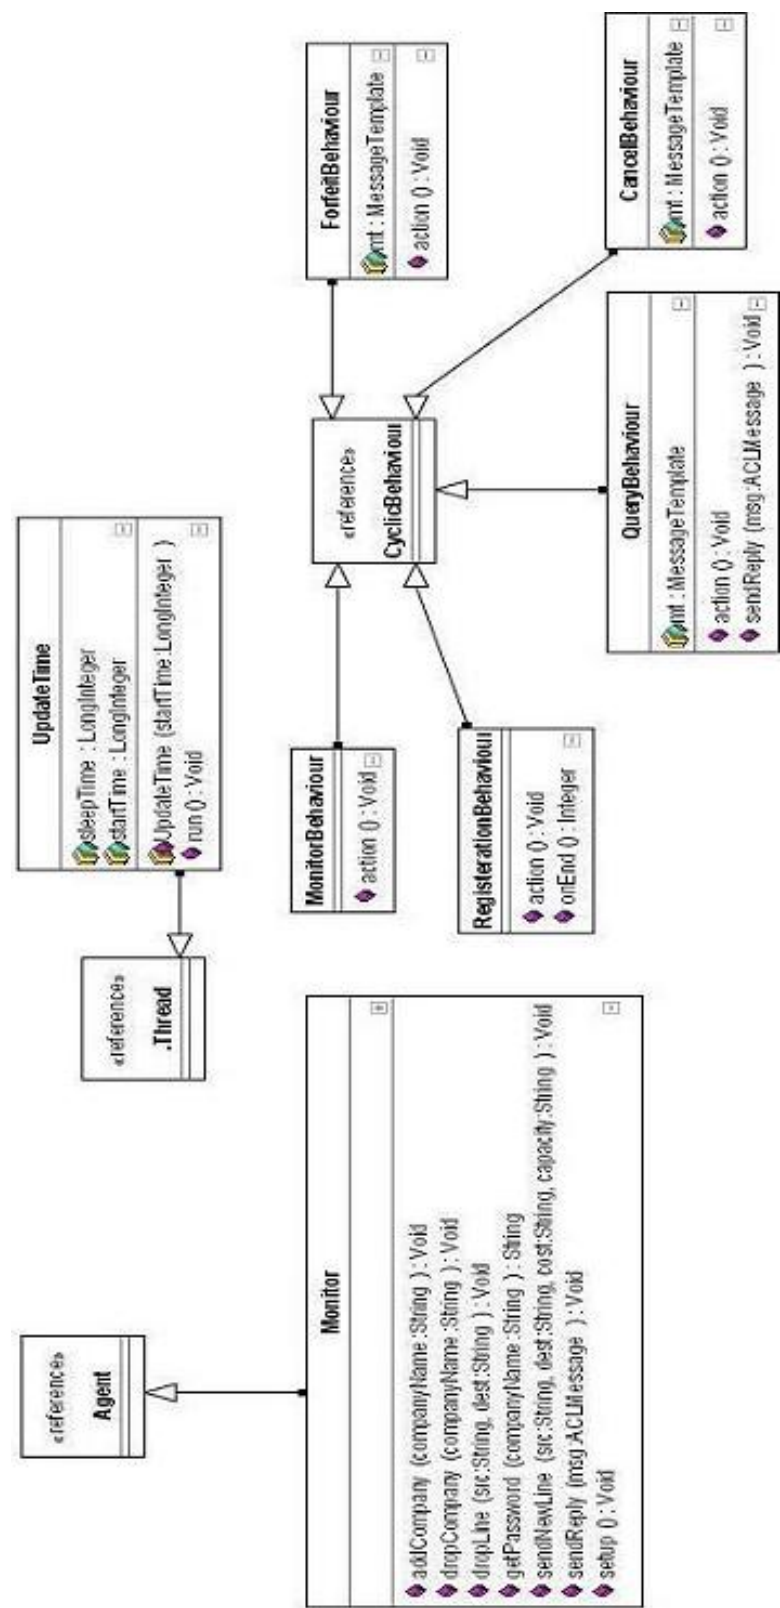 «reference»
Agent
Monitor
addCompany (companyName :String ) : Void
dropCompany (companyName :String ) : Void
dropLine (src:String, dest:String ) : Void
getPassword (companyName :String ) : String
sendNewLine (src:String, dest:String, cost:String, capacity:String ) : Void
sendReply (msg:ACLMessage ) : Void
setup () : Void
«reference»
.Thread
UpdateTime
sleepTime : LongInteger
startTime : LongInteger
UpdateTime (startTime:LongInteger )
run () : Void
MonitorBehaviour
action () : Void
RegisterationBehaviour
action () : Void
onEnd () : Integer
«reference»
CyclicBehaviour
ForfeitBehaviour
mt : MessageTemplate
action () : Void
QueryBehaviour
mt : MessageTemplate
action () : Void
sendReply (msg:ACLMessage ) : Void
CancelBehaviour
mt : MessageTemplate
action () : Void